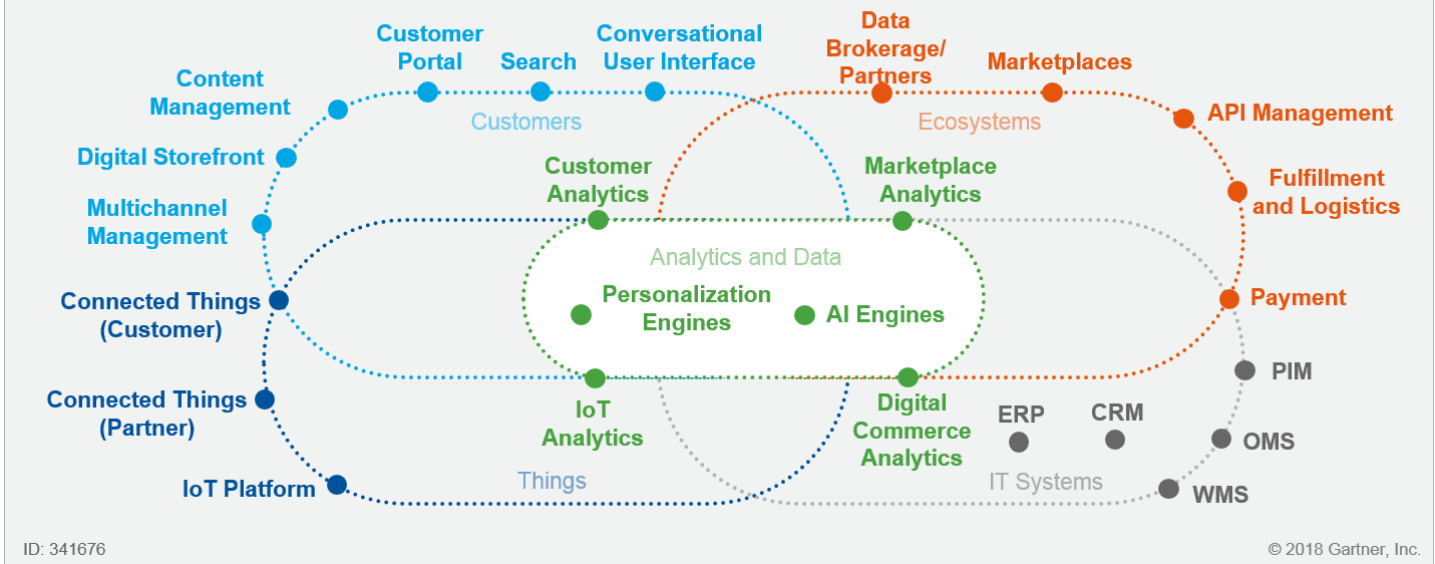 Customer
Portal
Search
Conversational
User Interface
Data
Brokerage/
Partners
Marketplaces
Content
Management
API Management
Customers
Ecosystems
Digital Storefront
Customer
Analytics
Marketplace
Analytics
Fulfillment
and Logistics
Multichannel
Management
Analytics and Data
Connected Things
(Customer)
Personalization
Engines
AI Engines
Payment
PIM
Connected Things
(Partner)
IoT
Analytics
Digital
Commerce
Analytics
ERP
CRM
OMS
IoT Platform
Things
IT Systems
WMS
ID: 341676
© 2018 Gartner, Inc.